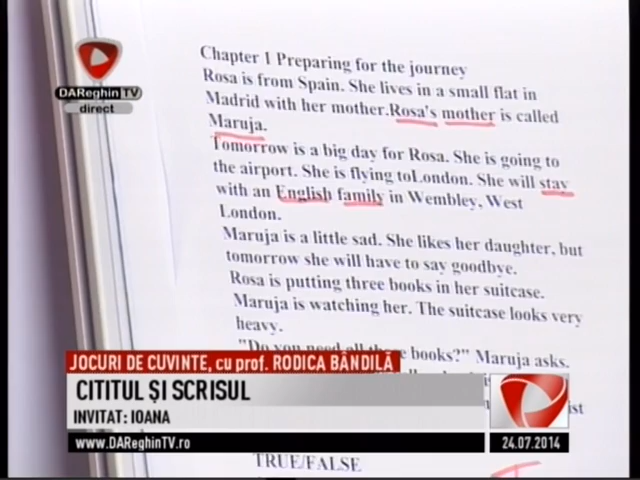 DAReghin TV
direct
Chapter 1 Preparing for the journey
Rosa is from Spain. She lives in a small flat in
Madrid with her mother.Rosa's mother is called
Maruja.
Tomorrow is a big day for Rosa. She is going to
the airport. She is flying toLondon. She will stay
with an English family in Wembley, West
London.
Maruja is a little sad. She likes her daughter, but
tomorrow she will have to say goodbye.
Rosa is putting three books in her suitcase.
Maruja is watching her. The suitcase looks very
heavy.
"Do you need all these books?" Maruja asks.
JOCURI DE CUVINTE, cu prof. RODICA BÂNDILĂ
CITITUL ȘI SCRISUL
INVITAT: IOANA
www.DAReghinTV.ro
24.07.2014
TRUE/FALSE